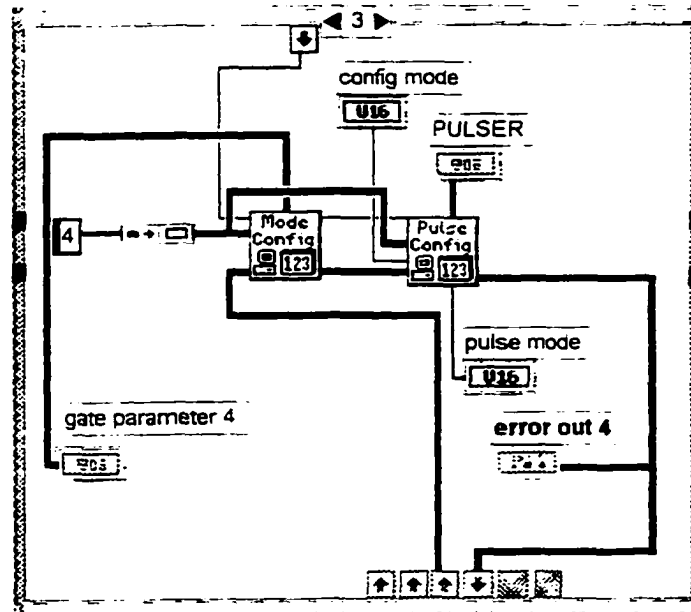 3
config mode
U16
PULSER
4
Mode
Config
123
Pulse
Config
123
pulse mode
U16
gate parameter 4
error out 4